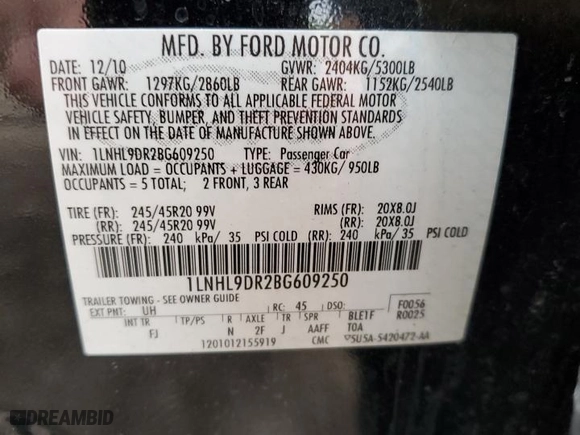 MFD. BY FORD MOTOR CO.
DATE: 12/10 GVWR: 2404KG/5300LB
FRONT GAWR: 1297KG/2860LB REAR GAWR: 1152KG/2540LB
THIS VEHICLE CONFORMS TO ALL APPLICABLE FEDERAL MOTOR
VEHICLE SAFETY, BUMPER, AND THEFT PREVENTION STANDARDS
IN EFFECT ON THE DATE OF MANUFACTURE SHOWN ABOVE.
VIN: 1LNHL9DR2BG609250 TYPE: Passenger Car
MAXIMUM LOAD = OCCUPANTS + LUGGAGE = 430KG/ 950LB
OCCUPANTS = 5 TOTAL; 2 FRONT, 3 REAR
TIRE (FR): 245/45R20 99V RIMS (FR): 20X8.0J
(RR): 245/45R20 99V (RR): 20X8.0J
PRESSURE (FR): 240 kPa/ 35 PSI COLD (RR): 240 kPa/ 35 PSI COLD
1LNHL9DR2BG609250
TRAILER TOWING - SEE OWNER GUIDE
EXT PNT: UH RC: 45 DSO: F0056
INT TR TP/PS R AXLE TR SPR BLE1F R0025
FJ N 2F J AAFF TOA
1201012155919 CMC 5U5A-5420472-AA
DREAMBID